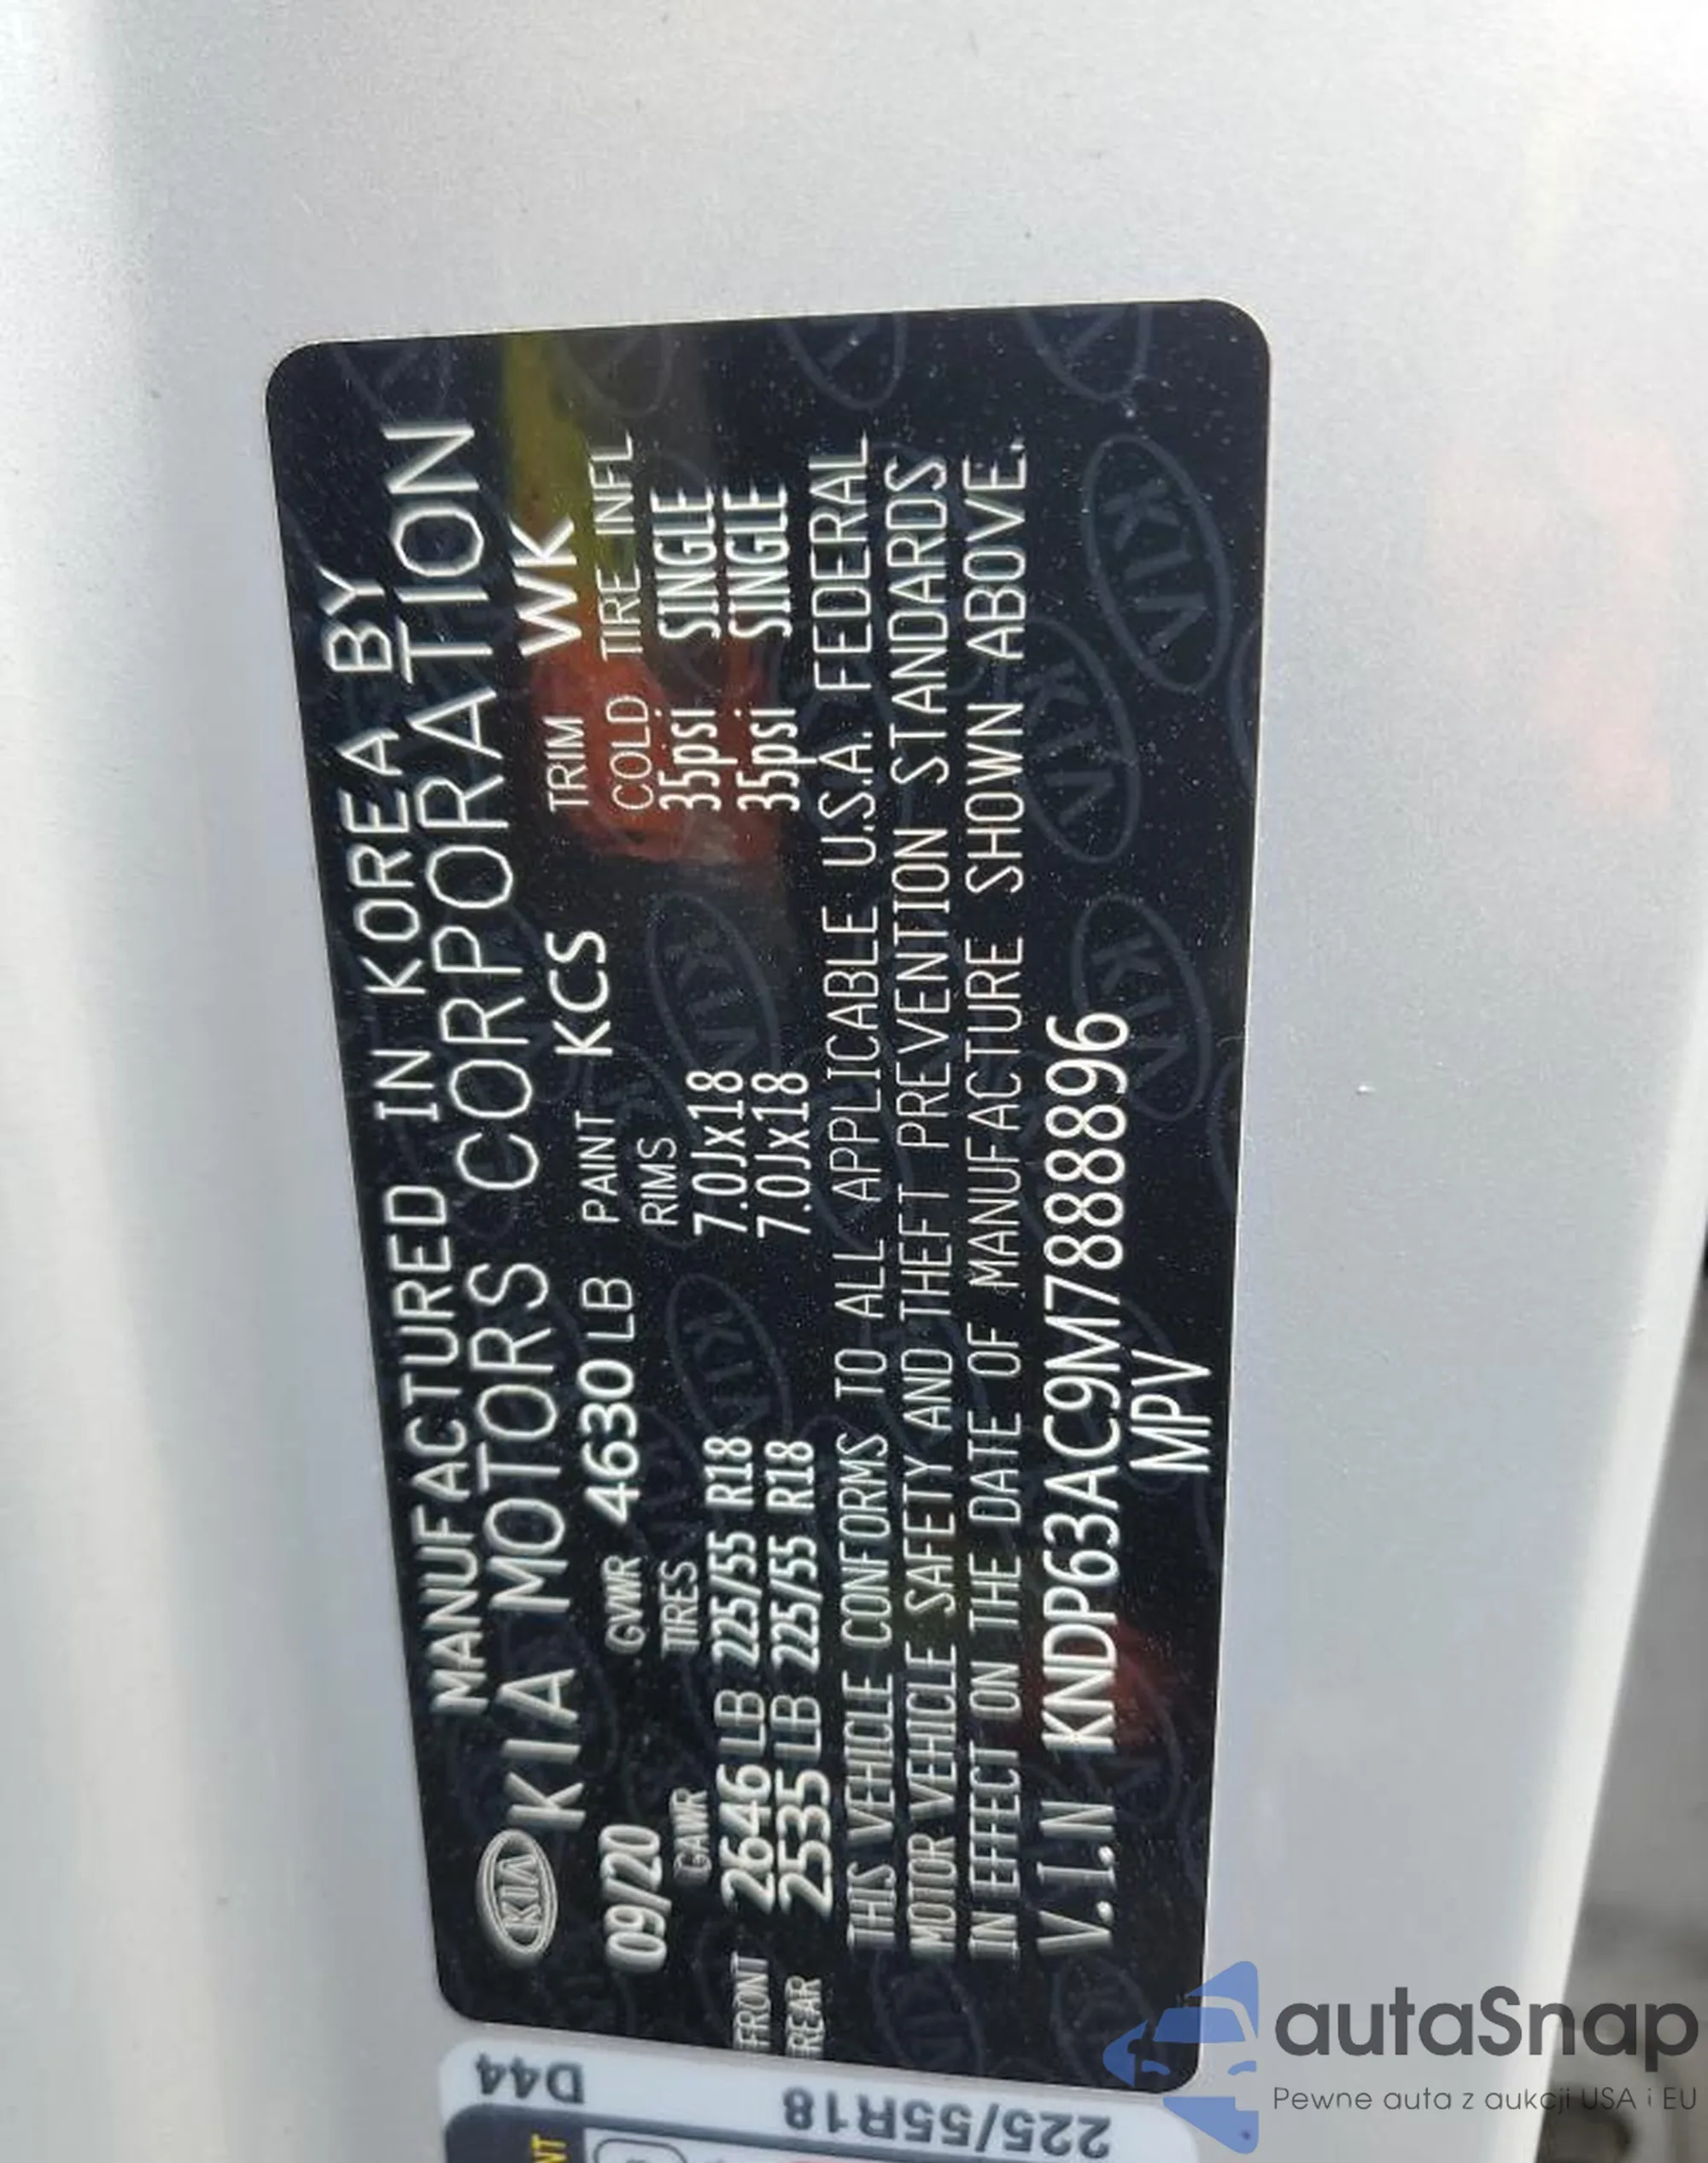 MANUFACTURED IN KOREA BY
KIA KIA MOTORS CORPORATION
09/20 GVWR 4630 LB PAINT KCS TRIM WK
GAWR TIRES RIMS COLD TIRE INFL
FRONT 2646 LB 225/55 R18 7.0Jx18 35psi SINGLE
REAR 2535 LB 225/55 R18 7.0Jx18 35psi SINGLE
THIS VEHICLE CONFORMS TO ALL APPLICABLE U.S.A. FEDERAL
MOTOR VEHICLE SAFETY AND THEFT PREVENTION STANDARDS
IN EFFECT ON THE DATE OF MANUFACTURE SHOWN ABOVE.
V.I.N KNDP63AC9M7888896
MPV
D44
225/55R18
autaSnap
Pewne auta z aukcji USA i EU